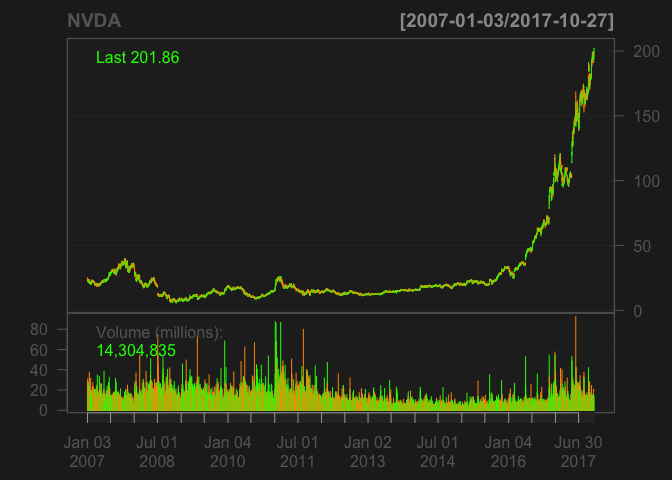 NVDA [2007-01-03/2017-10-27]
Last 201.86
200
150
100
50
0
Volume (millions):
14,304,835
80
60
40
20
0
Jan 03 Jul 01 Jan 04 Jul 01 Jan 02 Jul 01 Jan 04 Jun 30
2007 2008 2010 2011 2013 2014 2016 2017